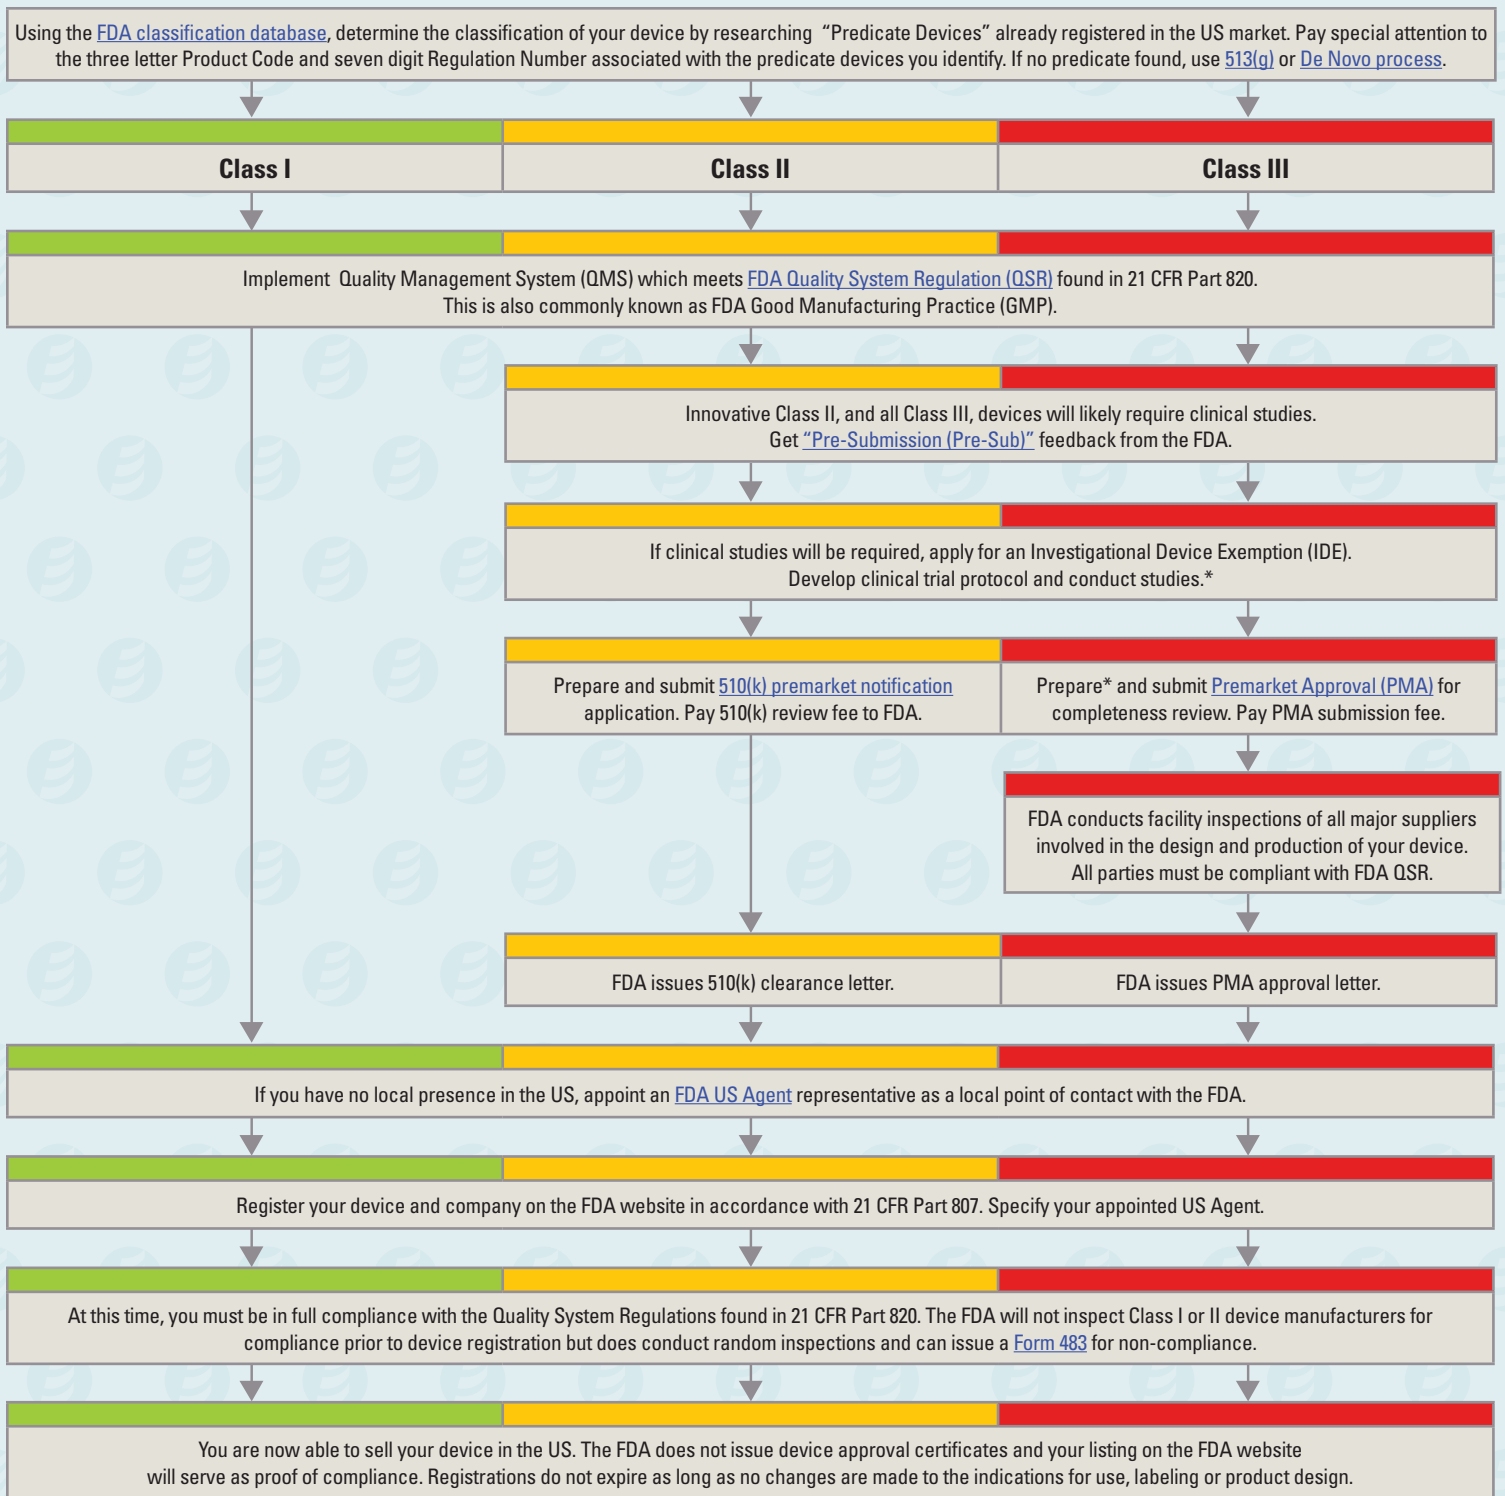 Using the FDA classification database, determine the classification of your device by researching “Predicate Devices” already registered in the US market. Pay special attention to
the three letter Product Code and seven digit Regulation Number associated with the predicate devices you identify. If no predicate found, use 513(g) or De Novo process.
Class I
Class II
Class III
Implement Quality Management System (QMS) which meets FDA Quality System Regulation (QSR) found in 21 CFR Part 820.
This is also commonly known as FDA Good Manufacturing Practice (GMP).
Innovative Class II, and all Class III, devices will likely require clinical studies.
Get “Pre-Submission (Pre-Sub)” feedback from the FDA.
If clinical studies will be required, apply for an Investigational Device Exemption (IDE).
Develop clinical trial protocol and conduct studies.*
Prepare and submit 510(k) premarket notification
application. Pay 510(k) review fee to FDA.
Prepare* and submit Premarket Approval (PMA) for
completeness review. Pay PMA submission fee.
FDA conducts facility inspections of all major suppliers
involved in the design and production of your device.
All parties must be compliant with FDA QSR.
FDA issues 510(k) clearance letter.
FDA issues PMA approval letter.
If you have no local presence in the US, appoint an FDA US Agent representative as a local point of contact with the FDA.
Register your device and company on the FDA website in accordance with 21 CFR Part 807. Specify your appointed US Agent.
At this time, you must be in full compliance with the Quality System Regulations found in 21 CFR Part 820. The FDA will not inspect Class I or II device manufacturers for
compliance prior to device registration but does conduct random inspections and can issue a Form 483 for non-compliance.
You are now able to sell your device in the US. The FDA does not issue device approval certificates and your listing on the FDA website
will serve as proof of compliance. Registrations do not expire as long as no changes are made to the indications for use, labeling or product design.